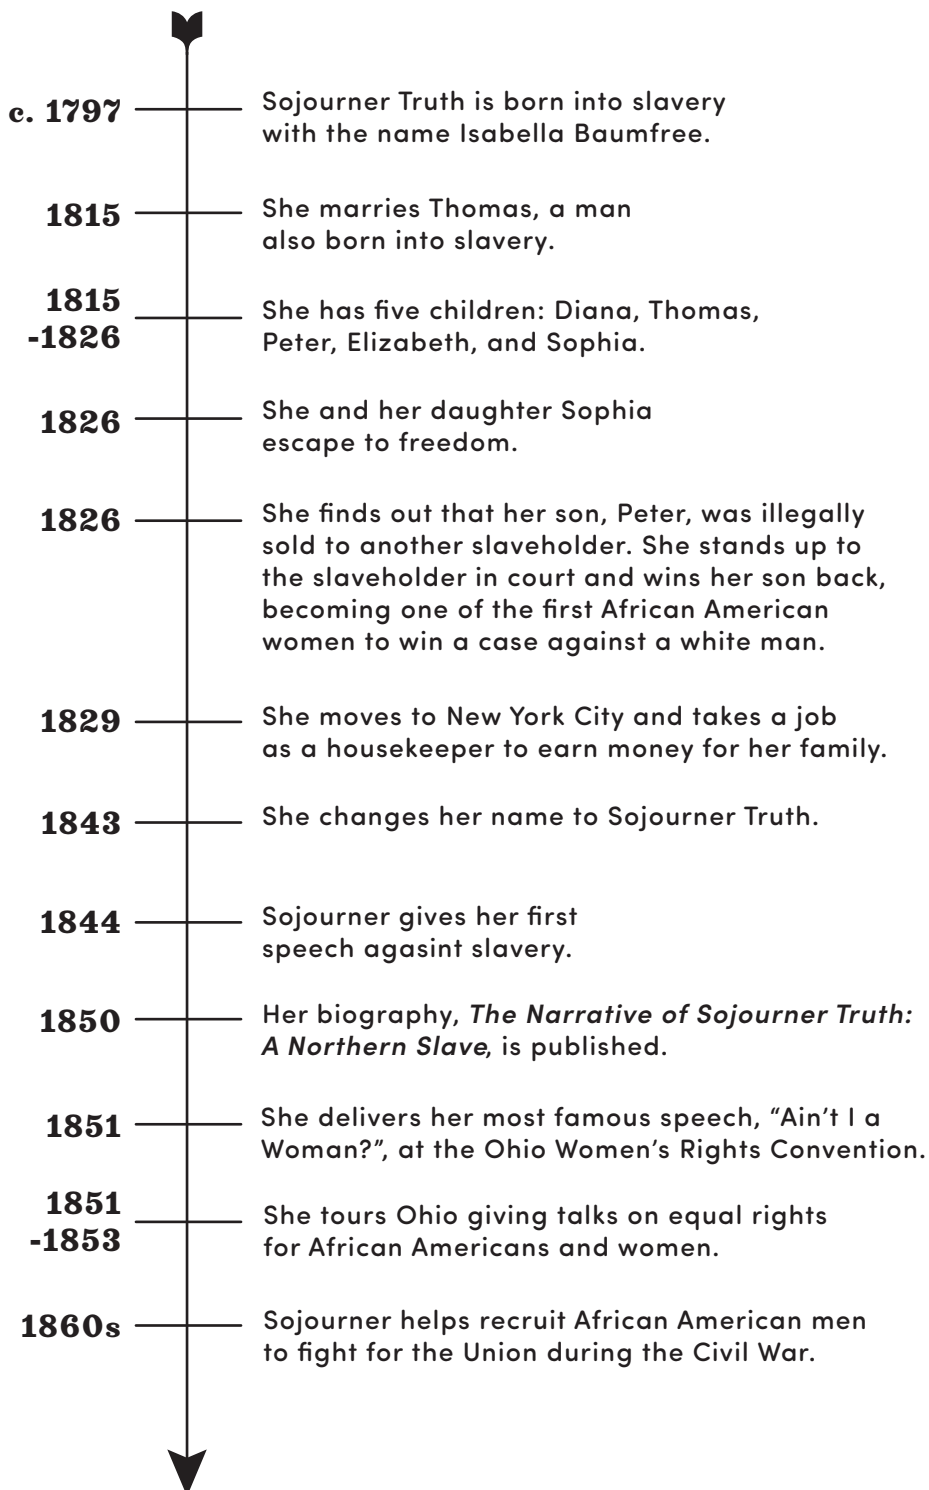 c. 1797
Sojourner Truth is born into slavery
with the name Isabella Baumfree.
1815
She marries Thomas, a man
also born into slavery.
1815
-1826
She has five children: Diana, Thomas,
Peter, Elizabeth, and Sophia.
1826
She and her daughter Sophia
escape to freedom.
1826
She finds out that her son, Peter, was illegally
sold to another slaveholder. She stands up to
the slaveholder in court and wins her son back,
becoming one of the first African American
women to win a case against a white man.
1829
She moves to New York City and takes a job
as a housekeeper to earn money for her family.
1843
She changes her name to Sojourner Truth.
1844
Sojourner gives her first
speech agasint slavery.
1850
Her biography, The Narrative of Sojourner Truth:
A Northern Slave, is published.
1851
She delivers her most famous speech, “Ain’t I a
Woman?”, at the Ohio Women’s Rights Convention.
1851
-1853
She tours Ohio giving talks on equal rights
for African Americans and women.
1860s
Sojourner helps recruit African American men
to fight for the Union during the Civil War.